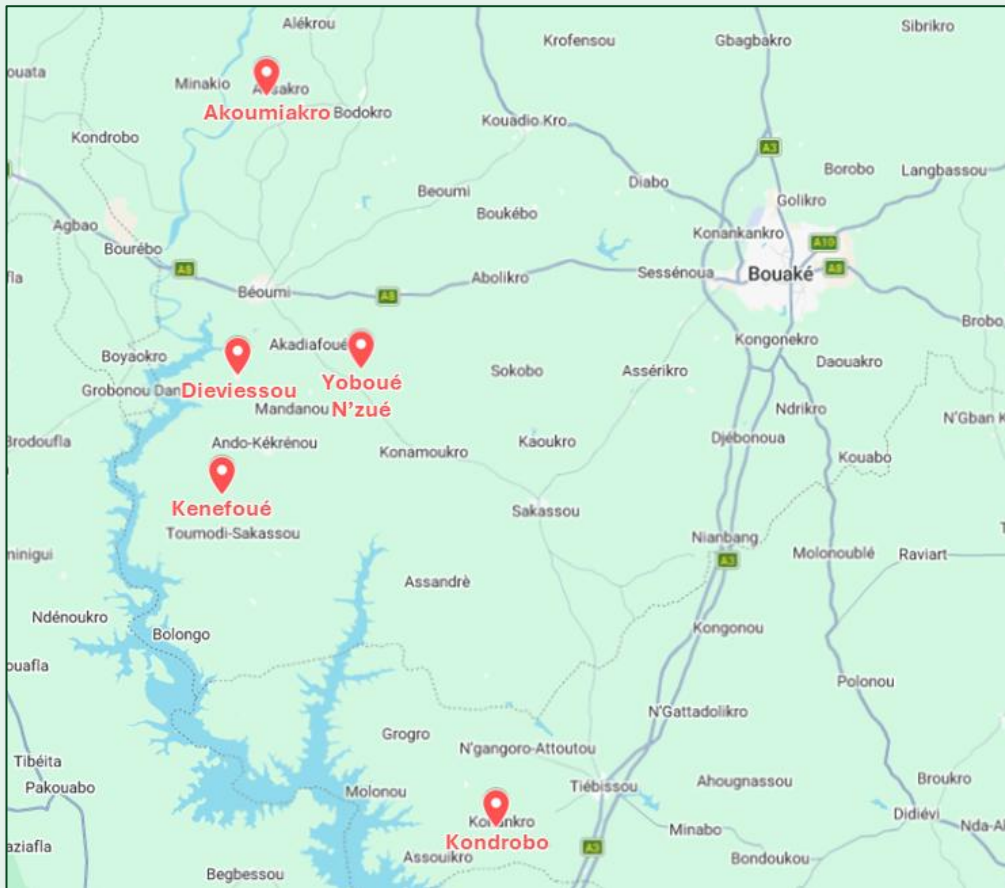 Alékrou
Sibrikro
Krofensou
Gbagbakro
ouata
Minakio
Akoumiakro
Bodokro
Kouadio Kro
Kondrobo
A3
Borobo
Langbassou
Diabo
Beoumi
Golikro
Boukébo
Agbao
Konankankro
A10
Bourébo
A8
Abolikro
Sessénoua
Bouaké
A8
fla
Béoumi
A8
Brobo
Akadiafoué
Kongonekro
Boyaokro
Daouakro
Dieviessou
Yoboué
N'zué
Sokobo
Assérikro
Grobonou Dan
Mandanou
Ndrikro
N'Gban K
Brodoufla
Ando-Kékrénou
Kaoukro
Djébonoua
Konamoukro
Kouabo
Kenefoué
Sakassou
Toumodi-Sakassou
Nianbang
minigui
Molonoublé
Raviart
A3
Assandrè
Ndénoukro
Bolongo
Kongonou
ouafla
Polonou
N'Gattadolikro
Grogro
N'gangoro-Attoutou
Tibéita
Pakouabo
Molonou
Tiébissou
Ahougnassou
Broukro
Didiévi
Kondrobo
Minabo
Nda-Al
aziafla
Assouikro
A3
Bondoukou
Begbessou